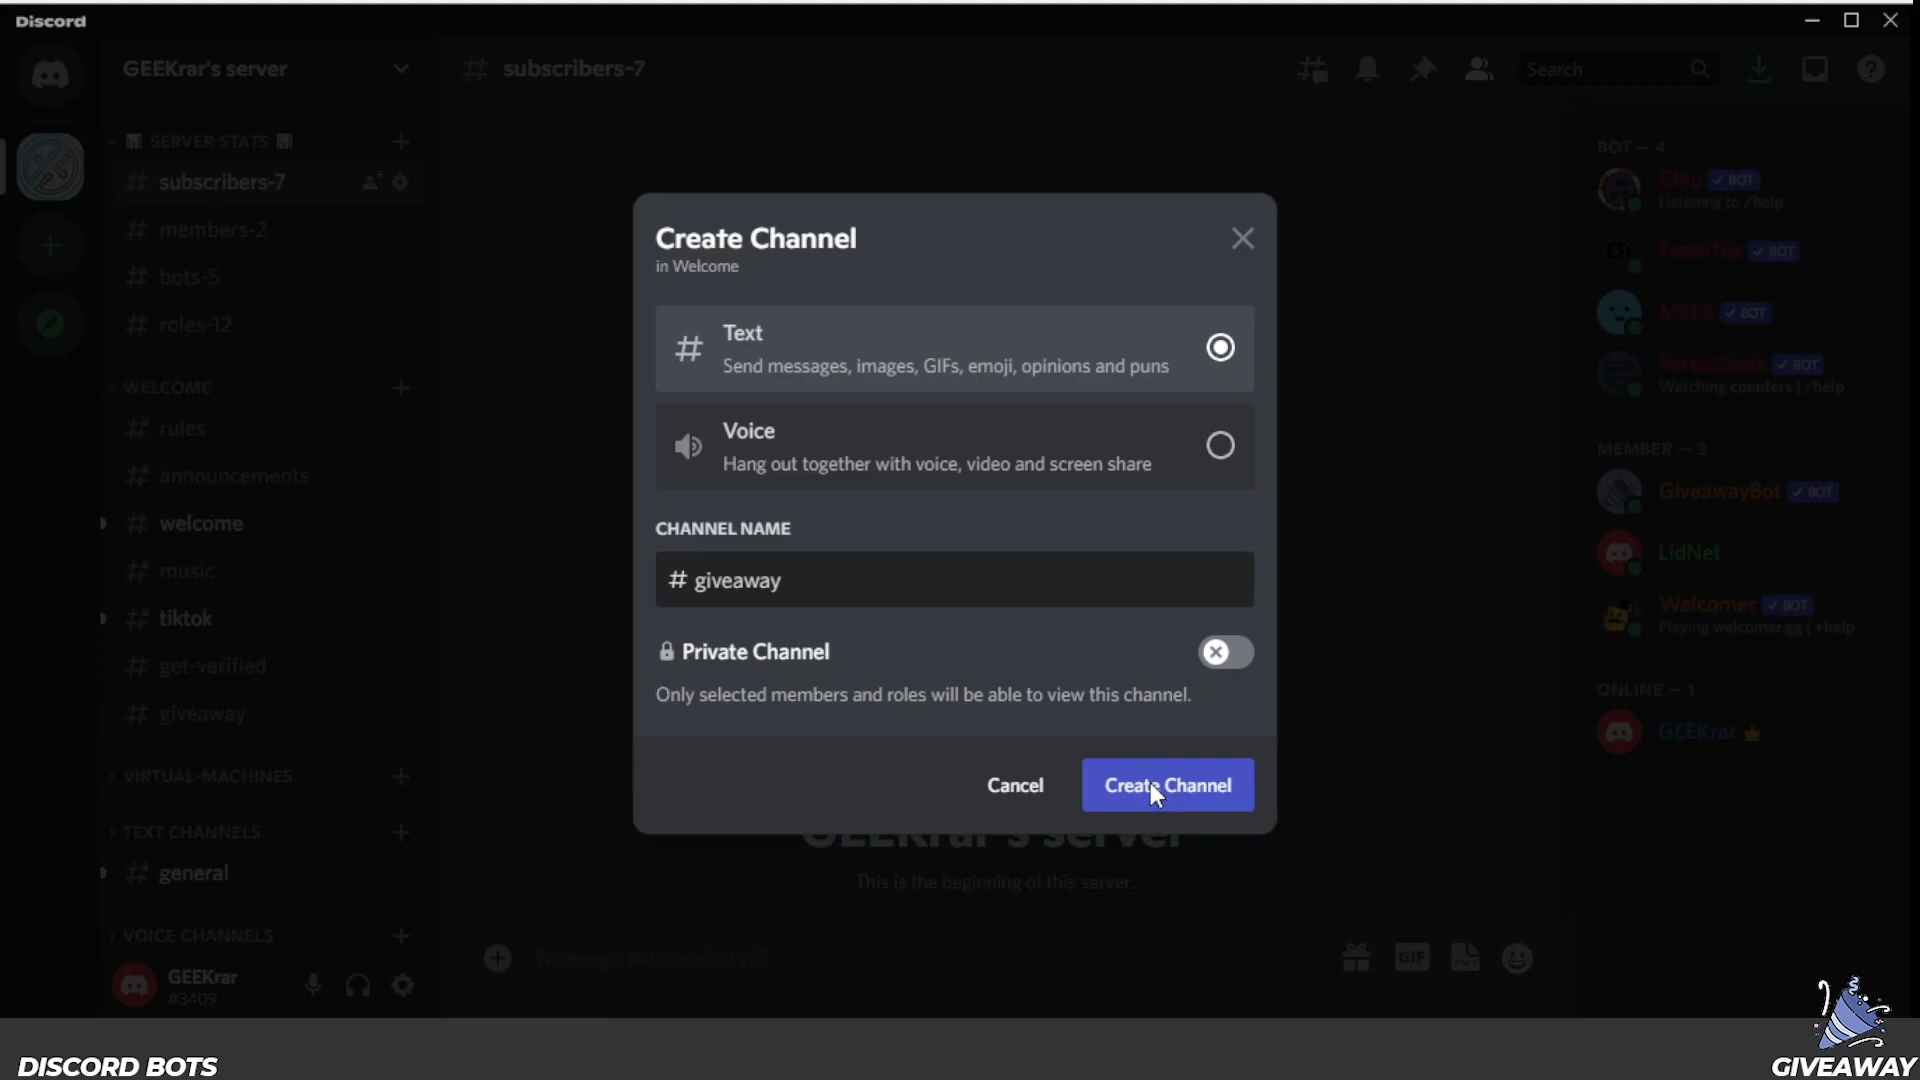 Discord
GEEKrar's server
subscribers-7
Search
SERVER STATS
subscribers-7
members-2
bots-5
roles-12
WELCOME
rules
announcements
welcome
music
tiktok
get-verified
giveaway
VIRTUAL-MACHINES
TEXT CHANNELS
general
VOICE CHANNELS
GEEKrar
#3409
Create Channel
in Welcome
Text
Send messages, images, GIFs, emoji, opinions and puns
Voice
Hang out together with voice, video and screen share
CHANNEL NAME
# giveaway
Private Channel
Only selected members and roles will be able to view this channel.
Cancel
Create Channel
GEEKrar's server
This is the beginning of this server.
GIF
BOT — 4
Chip BOT
Listening to /help
BOT
BOT
BOT
Watching counters | /help
MEMBER — 3
GiveawayBot BOT
LidNet
Welcomer BOT
Playing welcomer.gg | +help
ONLINE — 1
GEEKrar
DISCORD BOTS
GIVEAWAY